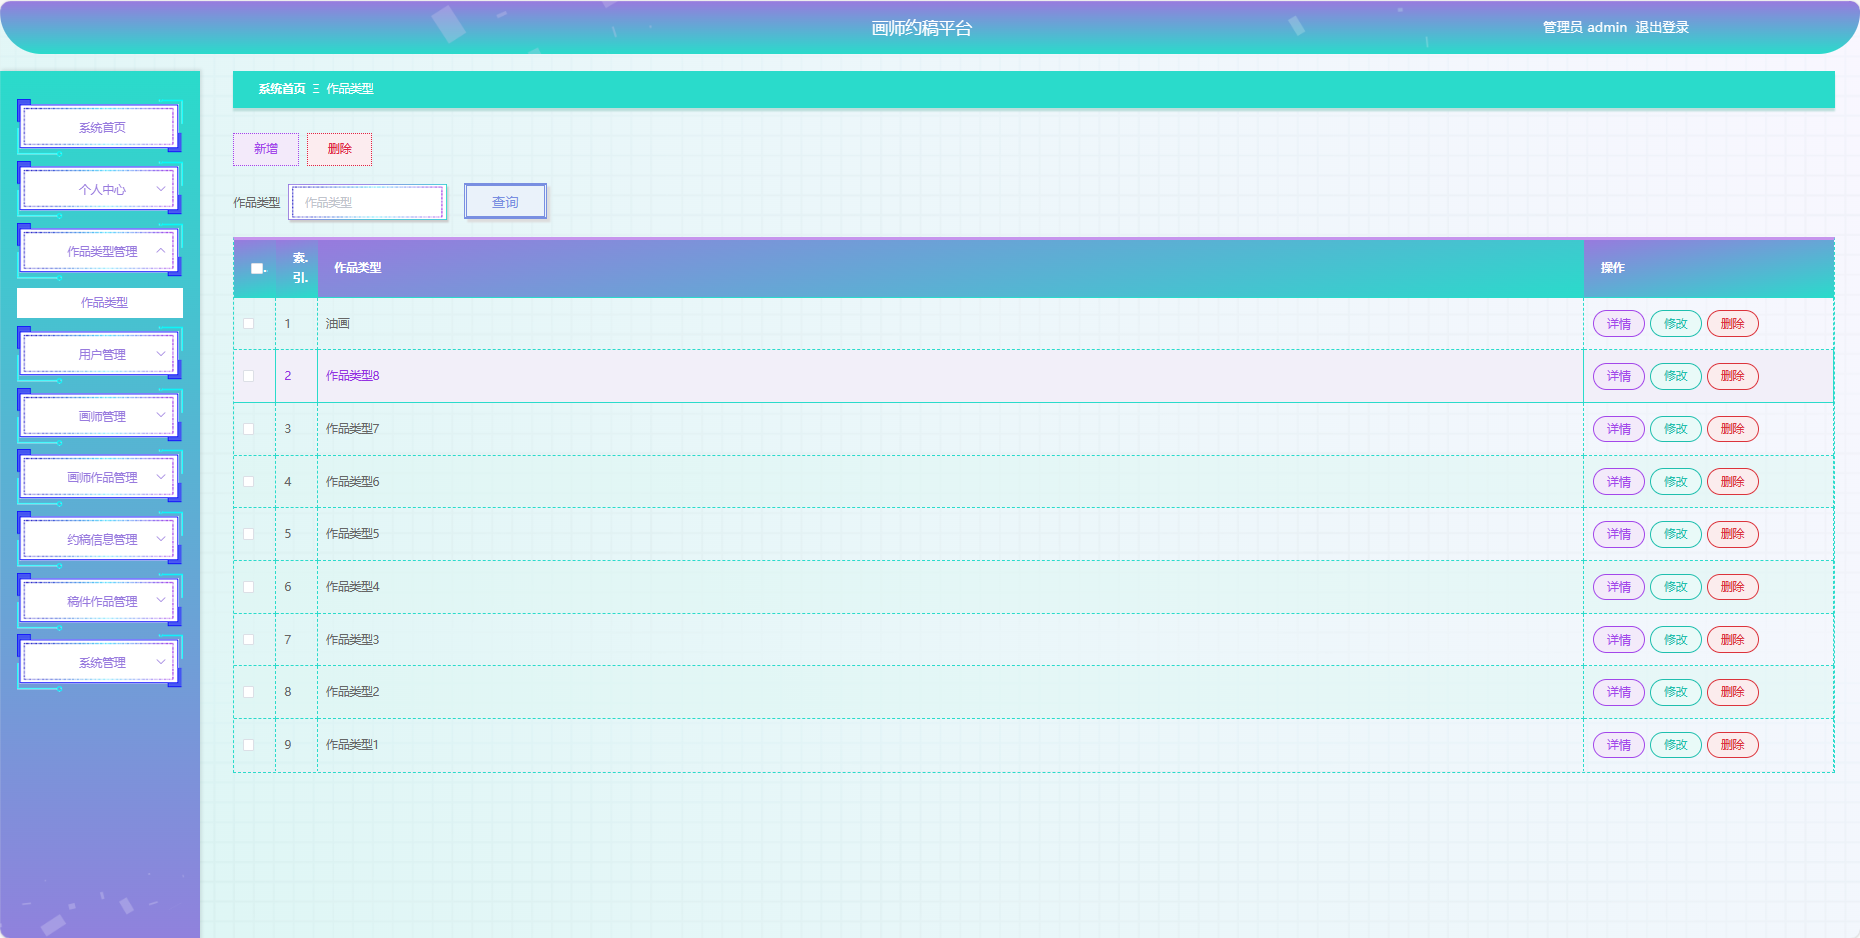 画师约稿平台
管理员 admin 退出登录
系统首页 Ξ 作品类型
系统首页
个人中心
作品类型管理
作品类型
用户管理
画师管理
画师作品管理
约稿信息管理
稿件作品管理
系统管理
新增 删除
作品类型 作品类型 查询
索引 作品类型 操作
1 油画 详情 修改 删除
2 作品类型8 详情 修改 删除
3 作品类型7 详情 修改 删除
4 作品类型6 详情 修改 删除
5 作品类型5 详情 修改 删除
6 作品类型4 详情 修改 删除
7 作品类型3 详情 修改 删除
8 作品类型2 详情 修改 删除
9 作品类型1 详情 修改 删除